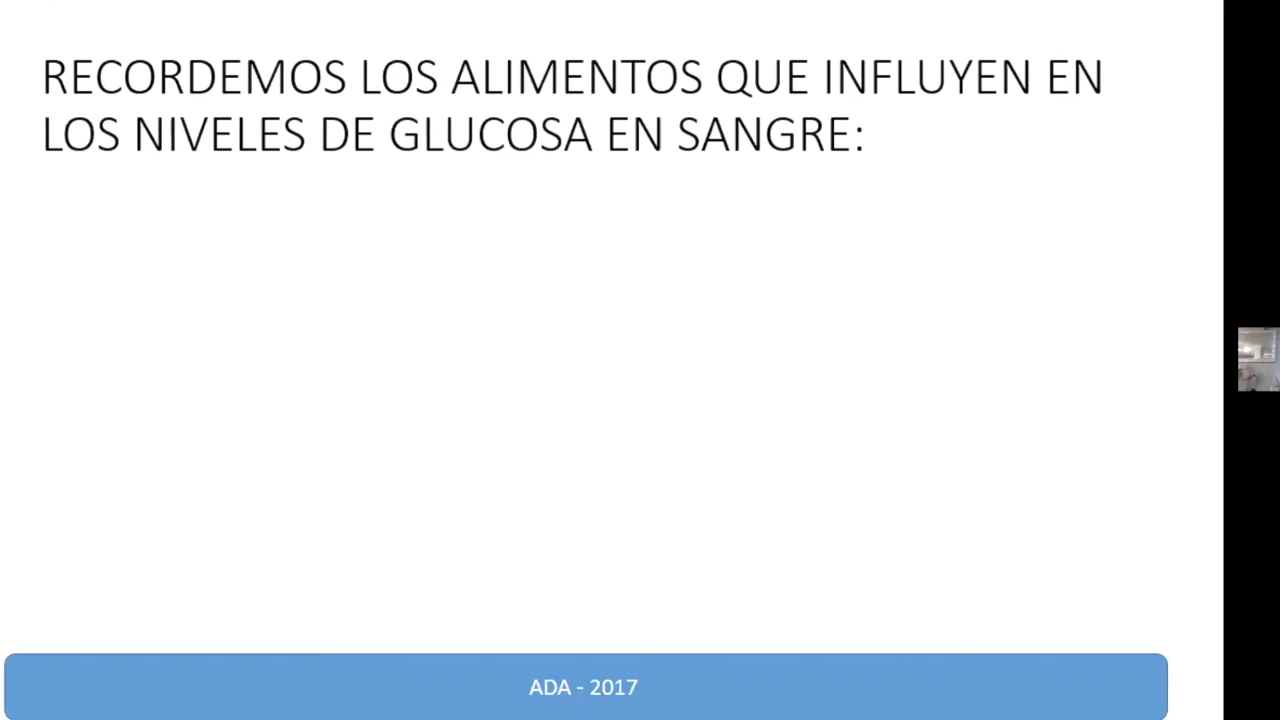 RECORDEMOS LOS ALIMENTOS QUE INFLUYEN EN
LOS NIVELES DE GLUCOSA EN SANGRE:
ADA - 2017